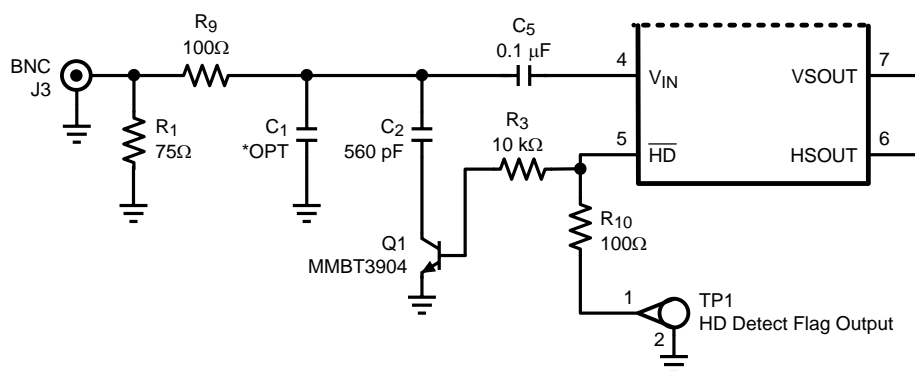 BNC
J3
R9
100Ω
R1
75Ω
C1
*OPT
C2
560 pF
C5
0.1 μF
R3
10 kΩ
Q1
MMBT3904
R10
100Ω
4
VIN
5
HD
VSOUT
7
HSOUT
6
1
2
TP1
HD Detect Flag Output